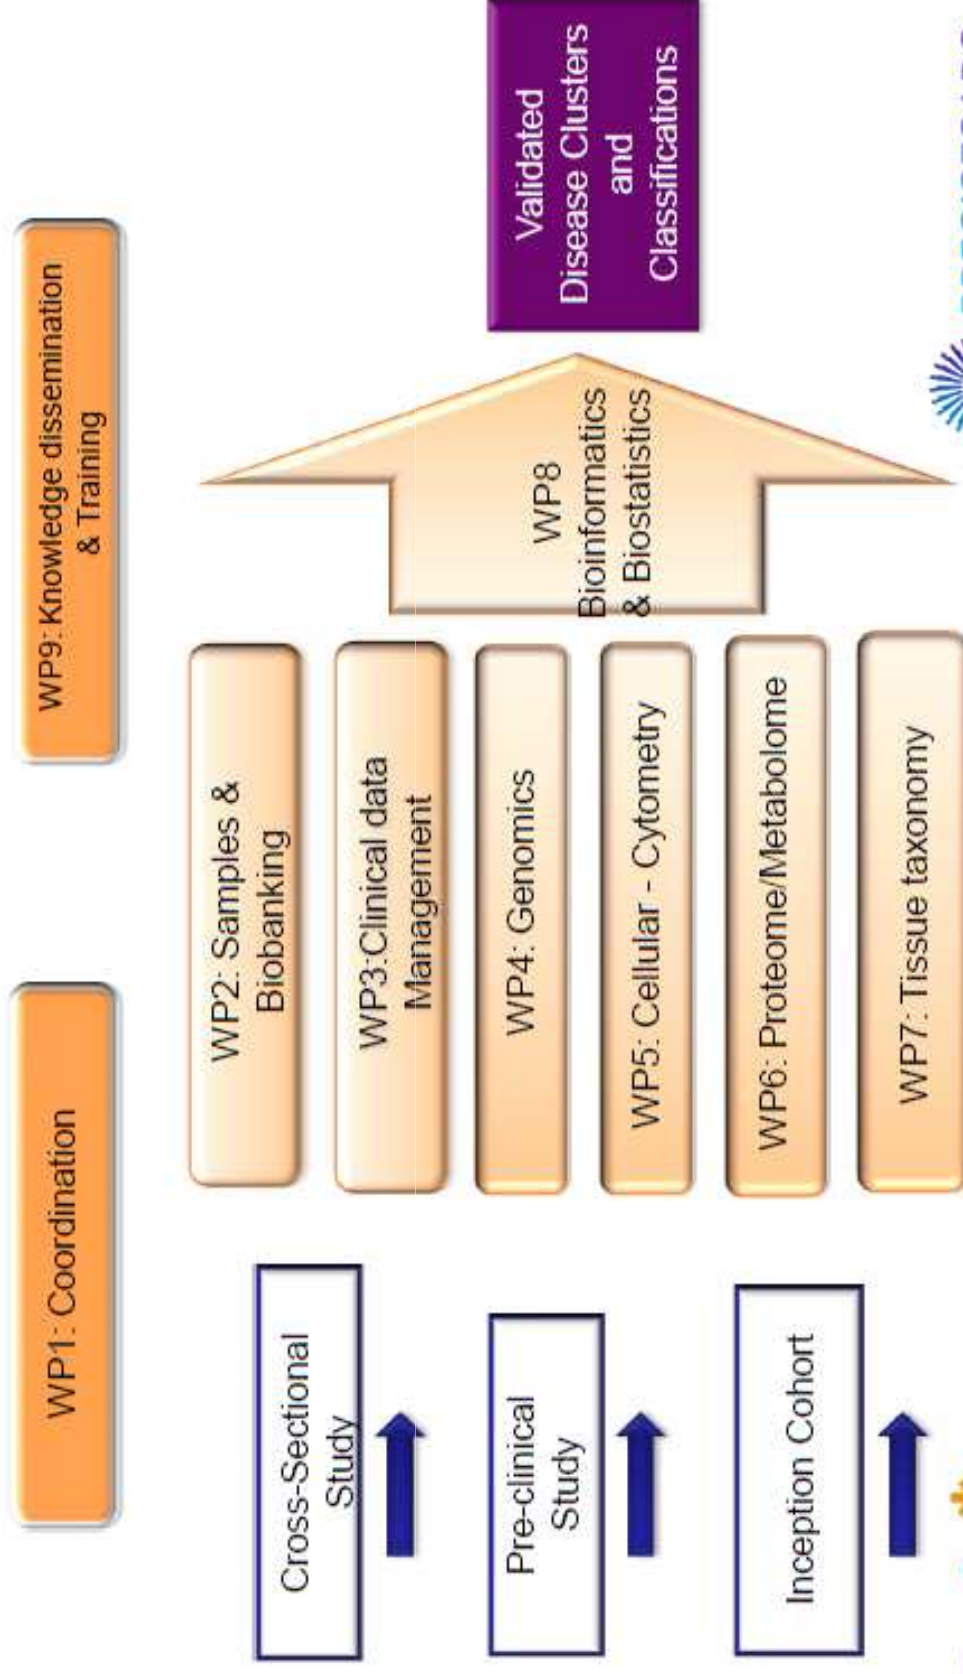 WP1: Coordination
WP9: Knowledge dissemination
& Training
Cross-Sectional
Study
Pre-clinical
Study
Inception Cohort
WP2: Samples &
Biobanking
WP3:Clinical data
Management
WP4: Genomics
WP5: Cellular - Cytometry
WP6: Proteome/Metabolome
WP7: Tissue taxonomy
WP8
Bioinformatics
& Biostatistics
Validated
Disease Clusters
and
Classifications